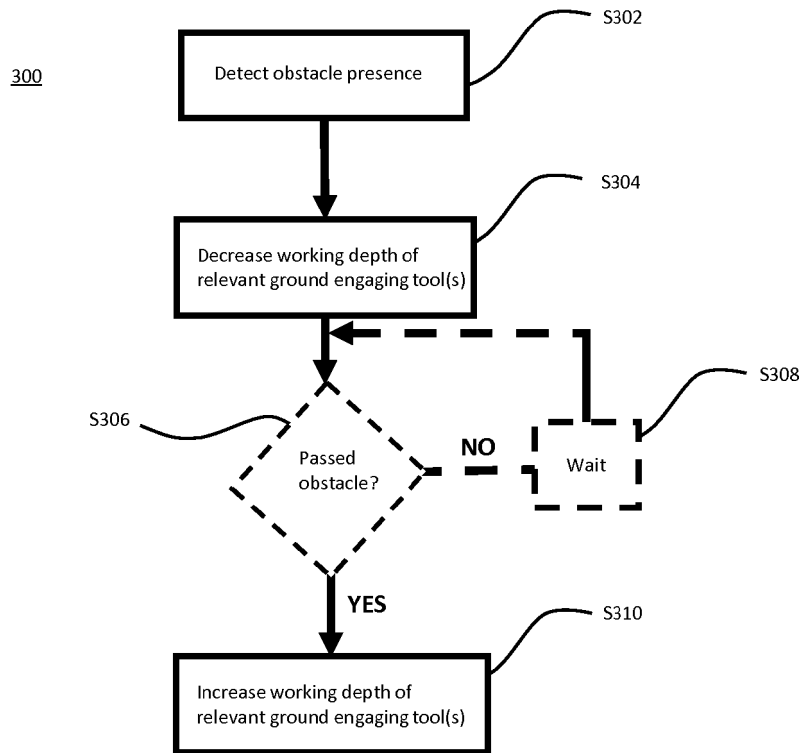 S302
300
Detect obstacle presence
S304
Decrease working depth of
relevant ground engaging tool(s)
S308
S306
Passed
obstacle?
NO
Wait
YES
S310
Increase working depth of
relevant ground engaging tool(s)